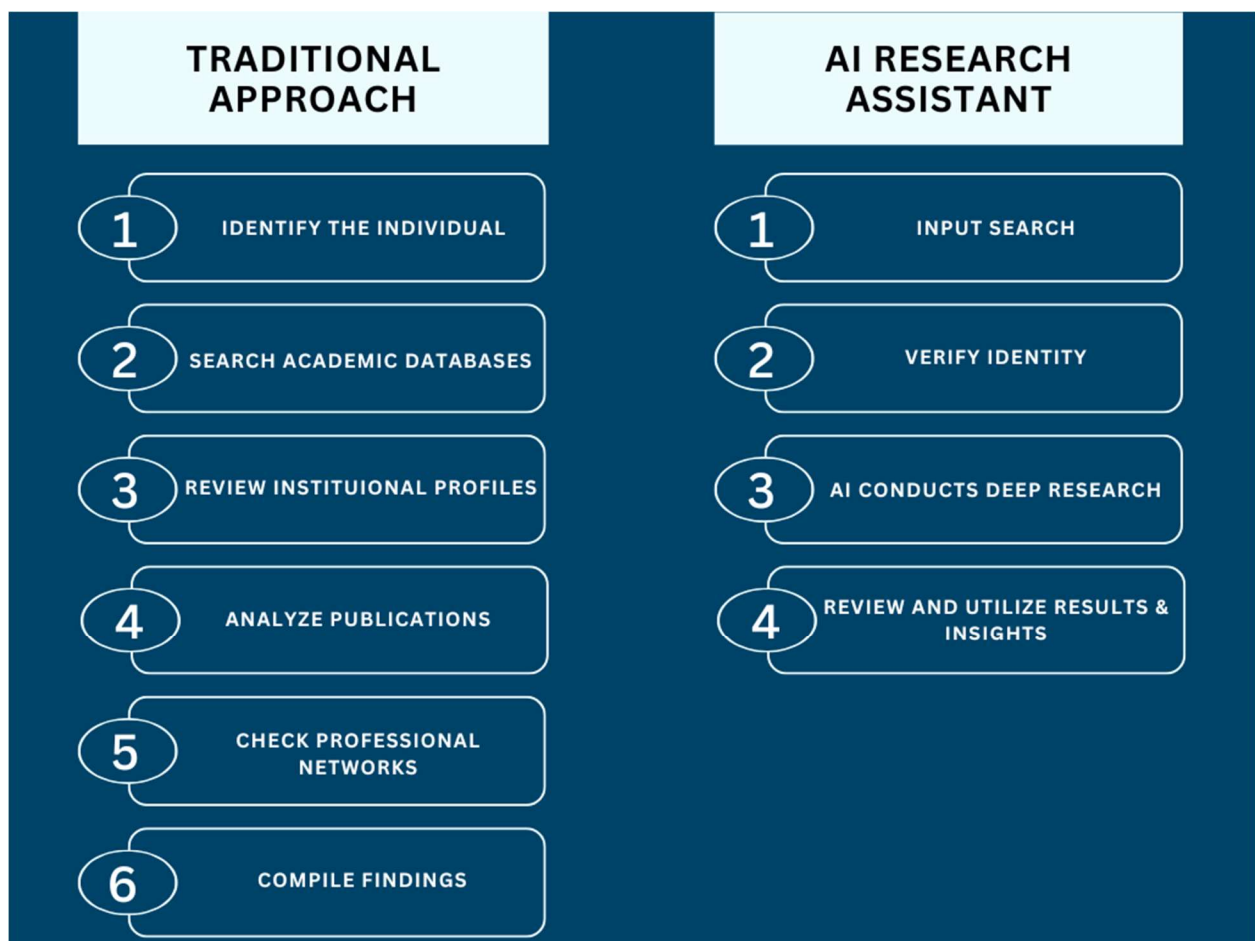 TRADITIONAL
APPROACH
1
IDENTIFY THE INDIVIDUAL
2
SEARCH ACADEMIC DATABASES
3
REVIEW INSTITUIONAL PROFILES
4
ANALYZE PUBLICATIONS
5
CHECK PROFESSIONAL
NETWORKS
6
COMPILE FINDINGS
AI RESEARCH
ASSISTANT
1
INPUT SEARCH
2
VERIFY IDENTITY
3
AI CONDUCTS DEEP RESEARCH
4
REVIEW AND UTILIZE RESULTS &
INSIGHTS